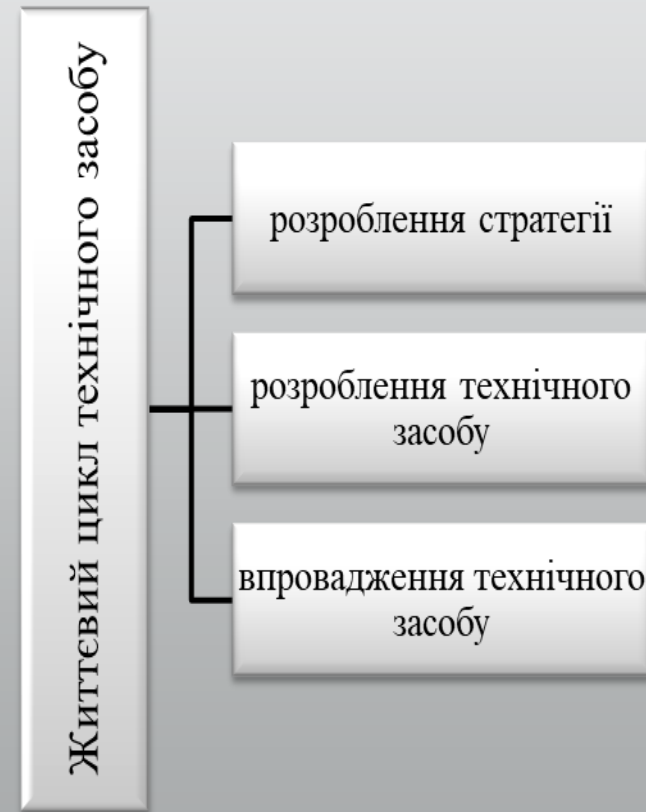 Життєвий цикл технічного засобу
розроблення стратегії
розроблення технічного
засобу
впровадження технічного
засобу